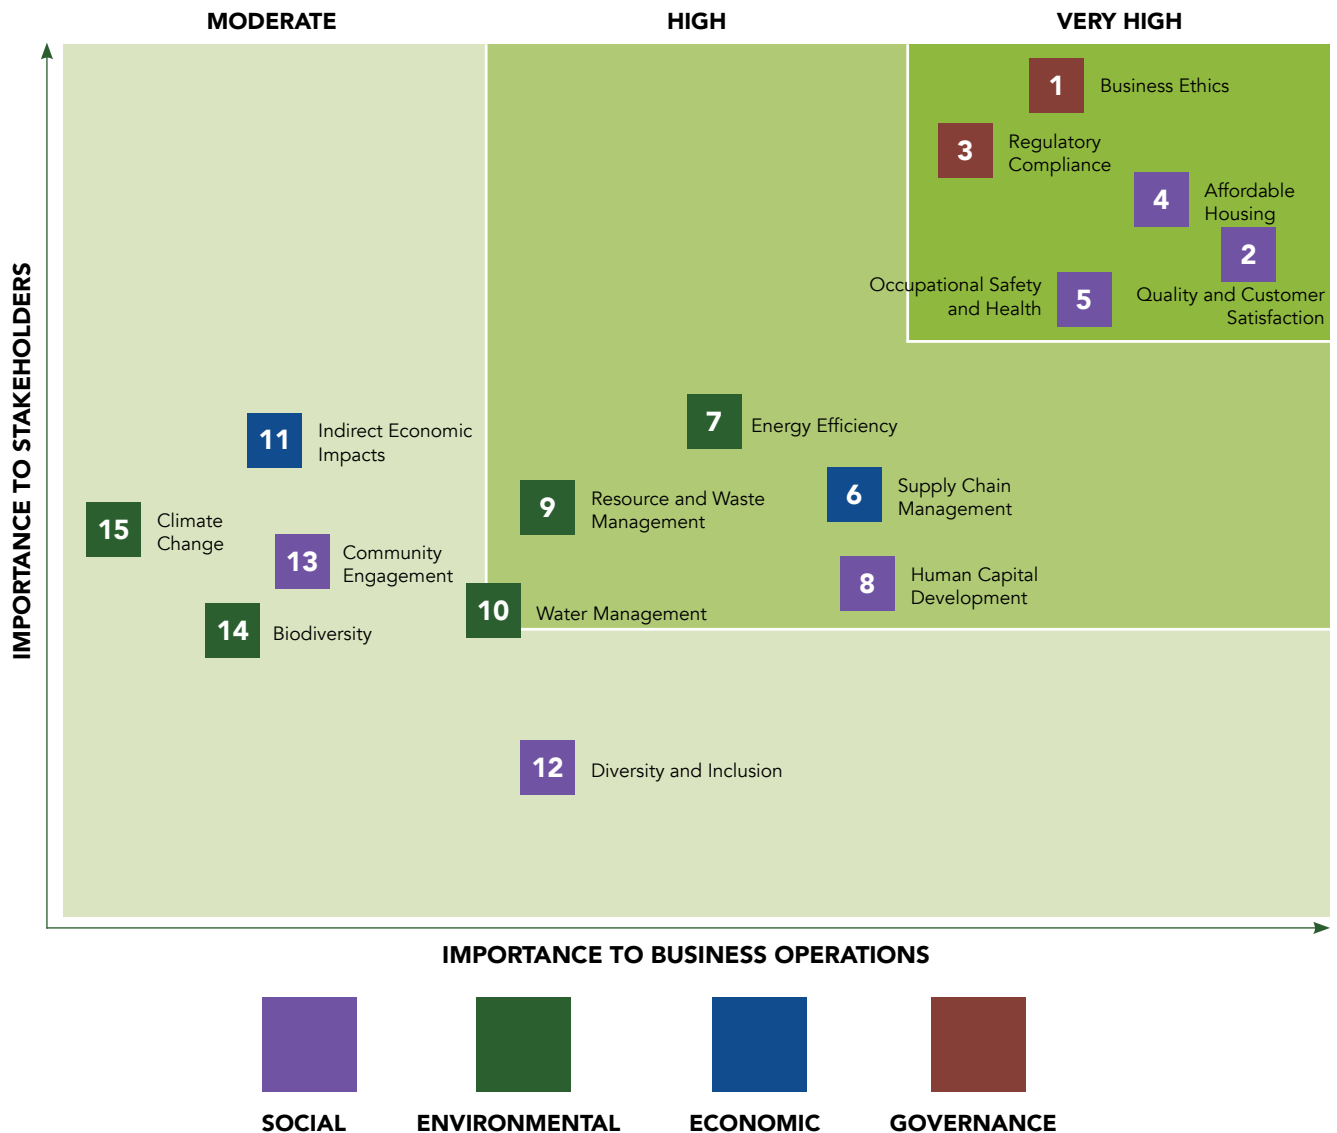 MODERATE
HIGH
VERY HIGH
IMPORTANCE TO STAKEHOLDERS
1
Business Ethics
3
Regulatory
Compliance
4
Affordable
Housing
2
Quality and Customer
Satisfaction
Occupational Safety
and Health
5
11
Indirect Economic
Impacts
7
Energy Efficiency
6
Supply Chain
Management
9
Resource and Waste
Management
15
Climate
Change
13
Community
Engagement
8
Human Capital
Development
10
Water Management
14
Biodiversity
12
Diversity and Inclusion
IMPORTANCE TO BUSINESS OPERATIONS
SOCIAL
ENVIRONMENTAL
ECONOMIC
GOVERNANCE